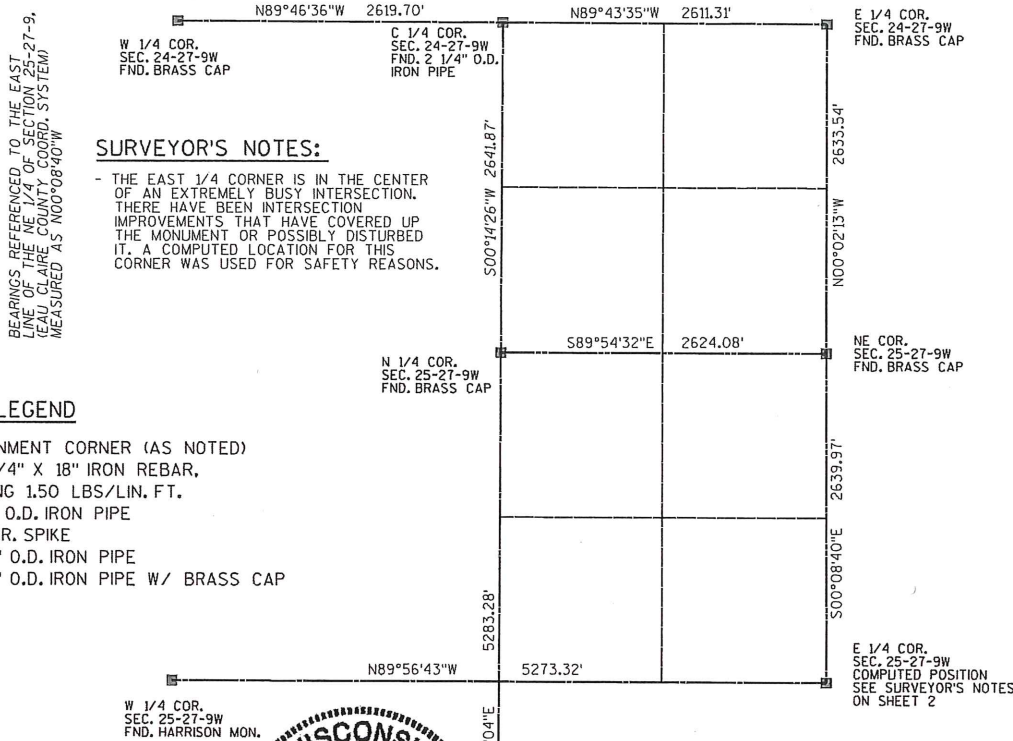 N89°46'36"W 2619.70'
N89°43'35"W 2611.31'
W 1/4 COR.
SEC. 24-27-9W
FND. BRASS CAP
C 1/4 COR.
SEC. 24-27-9W
FND. 2 1/4" O.D.
IRON PIPE
E 1/4 COR.
SEC. 24-27-9W
FND. BRASS CAP
BEARINGS REFERENCED TO THE EAST
LINE OF THE NE 1/4 OF SECTION 25-27-9,
(EAU CLAIRE COUNTY COORD. SYSTEM)
MEASURED AS N00°08'40"W
SURVEYOR'S NOTES:
- THE EAST 1/4 CORNER IS IN THE CENTER
OF AN EXTREMELY BUSY INTERSECTION.
THERE HAVE BEEN INTERSECTION
IMPROVEMENTS THAT HAVE COVERED UP
THE MONUMENT OR POSSIBLY DISTURBED
IT. A COMPUTED LOCATION FOR THIS
CORNER WAS USED FOR SAFETY REASONS.
S00°14'26"W 2641.87'
N00°02'13"W 2633.54'
S89°54'32"E 2624.08'
N 1/4 COR.
SEC. 25-27-9W
FND. BRASS CAP
NE COR.
SEC. 25-27-9W
FND. BRASS CAP
LEGEND
NMENT CORNER (AS NOTED)
/4" X 18" IRON REBAR,
NG 1.50 LBS/LIN. FT.
O.D. IRON PIPE
R. SPIKE
" O.D. IRON PIPE
" O.D. IRON PIPE W/ BRASS CAP
S00°08'40"E 2639.97'
5283.28'
04"E
N89°56'43"W 5273.32'
W 1/4 COR.
SEC. 25-27-9W
FND. HARRISON MON.
E 1/4 COR.
SEC. 25-27-9W
COMPUTED POSITION
SEE SURVEYOR'S NOTES
ON SHEET 2
SCONS